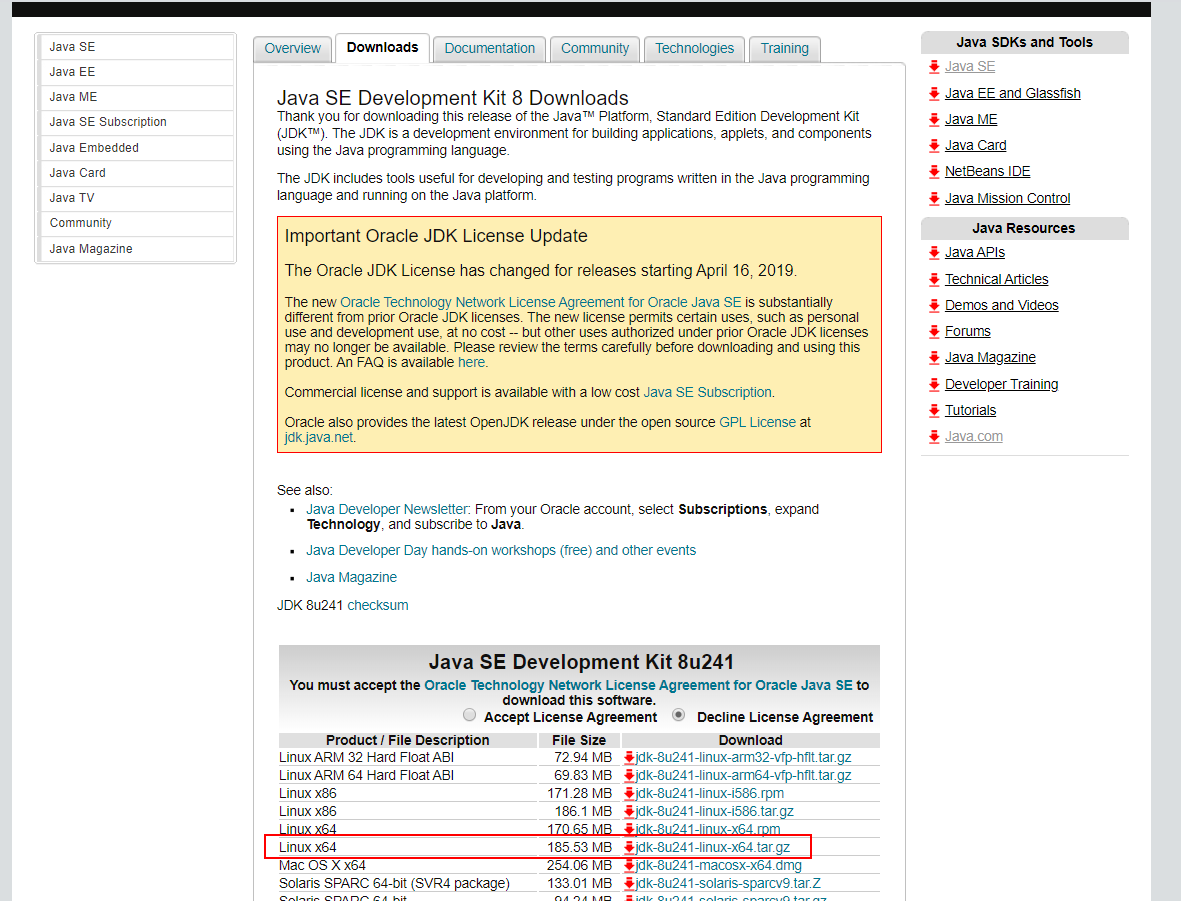 Java SE
Java EE
Java ME
Java SE Subscription
Java Embedded
Java Card
Java TV
Community
Java Magazine
Overview
Downloads
Documentation
Community
Technologies
Training
Java SE Development Kit 8 Downloads
Thank you for downloading this release of the Java™ Platform, Standard Edition Development Kit
(JDK™). The JDK is a development environment for building applications, applets, and components
using the Java programming language.
The JDK includes tools useful for developing and testing programs written in the Java programming
language and running on the Java platform.
Important Oracle JDK License Update
The Oracle JDK License has changed for releases starting April 16, 2019.
The new Oracle Technology Network License Agreement for Oracle Java SE is substantially
different from prior Oracle JDK licenses. The new license permits certain uses, such as personal
use and development use, at no cost -- but other uses authorized under prior Oracle JDK licenses
may no longer be available. Please review the terms carefully before downloading and using this
product. An FAQ is available here.
Commercial license and support is available with a low cost Java SE Subscription.
Oracle also provides the latest OpenJDK release under the open source GPL License at
jdk.java.net.
See also:
Java Developer Newsletter: From your Oracle account, select Subscriptions, expand
Technology, and subscribe to Java.
Java Developer Day hands-on workshops (free) and other events
Java Magazine
JDK 8u241 checksum
Java SE Development Kit 8u241
You must accept the Oracle Technology Network License Agreement for Oracle Java SE to
download this software.
Accept License Agreement Decline License Agreement
Product / File Description File Size Download
Linux ARM 32 Hard Float ABI 72.94 MB jdk-8u241-linux-arm32-vfp-hflt.tar.gz
Linux ARM 64 Hard Float ABI 69.83 MB jdk-8u241-linux-arm64-vfp-hflt.tar.gz
Linux x86 171.28 MB jdk-8u241-linux-i586.rpm
Linux x86 186.1 MB jdk-8u241-linux-i586.tar.gz
Linux x64 170.65 MB jdk-8u241-linux-x64.rpm
Linux x64 185.53 MB jdk-8u241-linux-x64.tar.gz
Mac OS X x64 254.06 MB jdk-8u241-macosx-x64.dmg
Solaris SPARC 64-bit (SVR4 package) 133.01 MB jdk-8u241-solaris-sparcv9.tar.Z
Solaris SPARC 64-bit 94.24 MB jdk-8u241-solaris-sparcv9.tar.gz
Java SDKs and Tools
Java SE
Java EE and Glassfish
Java ME
Java Card
NetBeans IDE
Java Mission Control
Java Resources
Java APIs
Technical Articles
Demos and Videos
Forums
Java Magazine
Developer Training
Tutorials
Java.com